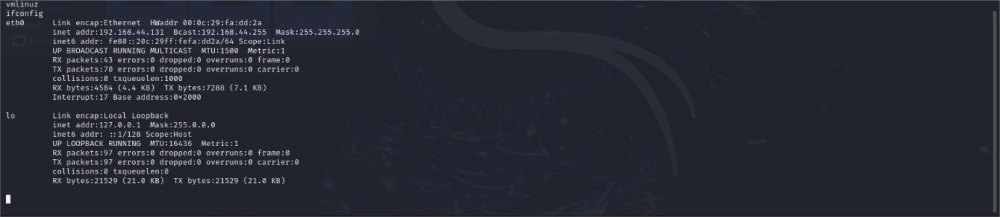 vmlinuz
ifconfig
eth0      Link encap:Ethernet  HWaddr 00:0c:29:fa:dd:2a
          inet addr:192.168.44.131  Bcast:192.168.44.255  Mask:255.255.255.0
          inet6 addr: fe80::20c:29ff:fefa:dd2a/64 Scope:Link
          UP BROADCAST RUNNING MULTICAST  MTU:1500  Metric:1
          RX packets:43 errors:0 dropped:0 overruns:0 frame:0
          TX packets:70 errors:0 dropped:0 overruns:0 carrier:0
          collisions:0 txqueuelen:1000
          RX bytes:4584 (4.4 KB)  TX bytes:7288 (7.1 KB)
          Interrupt:17 Base address:0×2000

lo        Link encap:Local Loopback
          inet addr:127.0.0.1  Mask:255.0.0.0
          inet6 addr: ::1/128 Scope:Host
          UP LOOPBACK RUNNING  MTU:16436  Metric:1
          RX packets:97 errors:0 dropped:0 overruns:0 frame:0
          TX packets:97 errors:0 dropped:0 overruns:0 carrier:0
          collisions:0 txqueuelen:0
          RX bytes:21529 (21.0 KB)  TX bytes:21529 (21.0 KB)